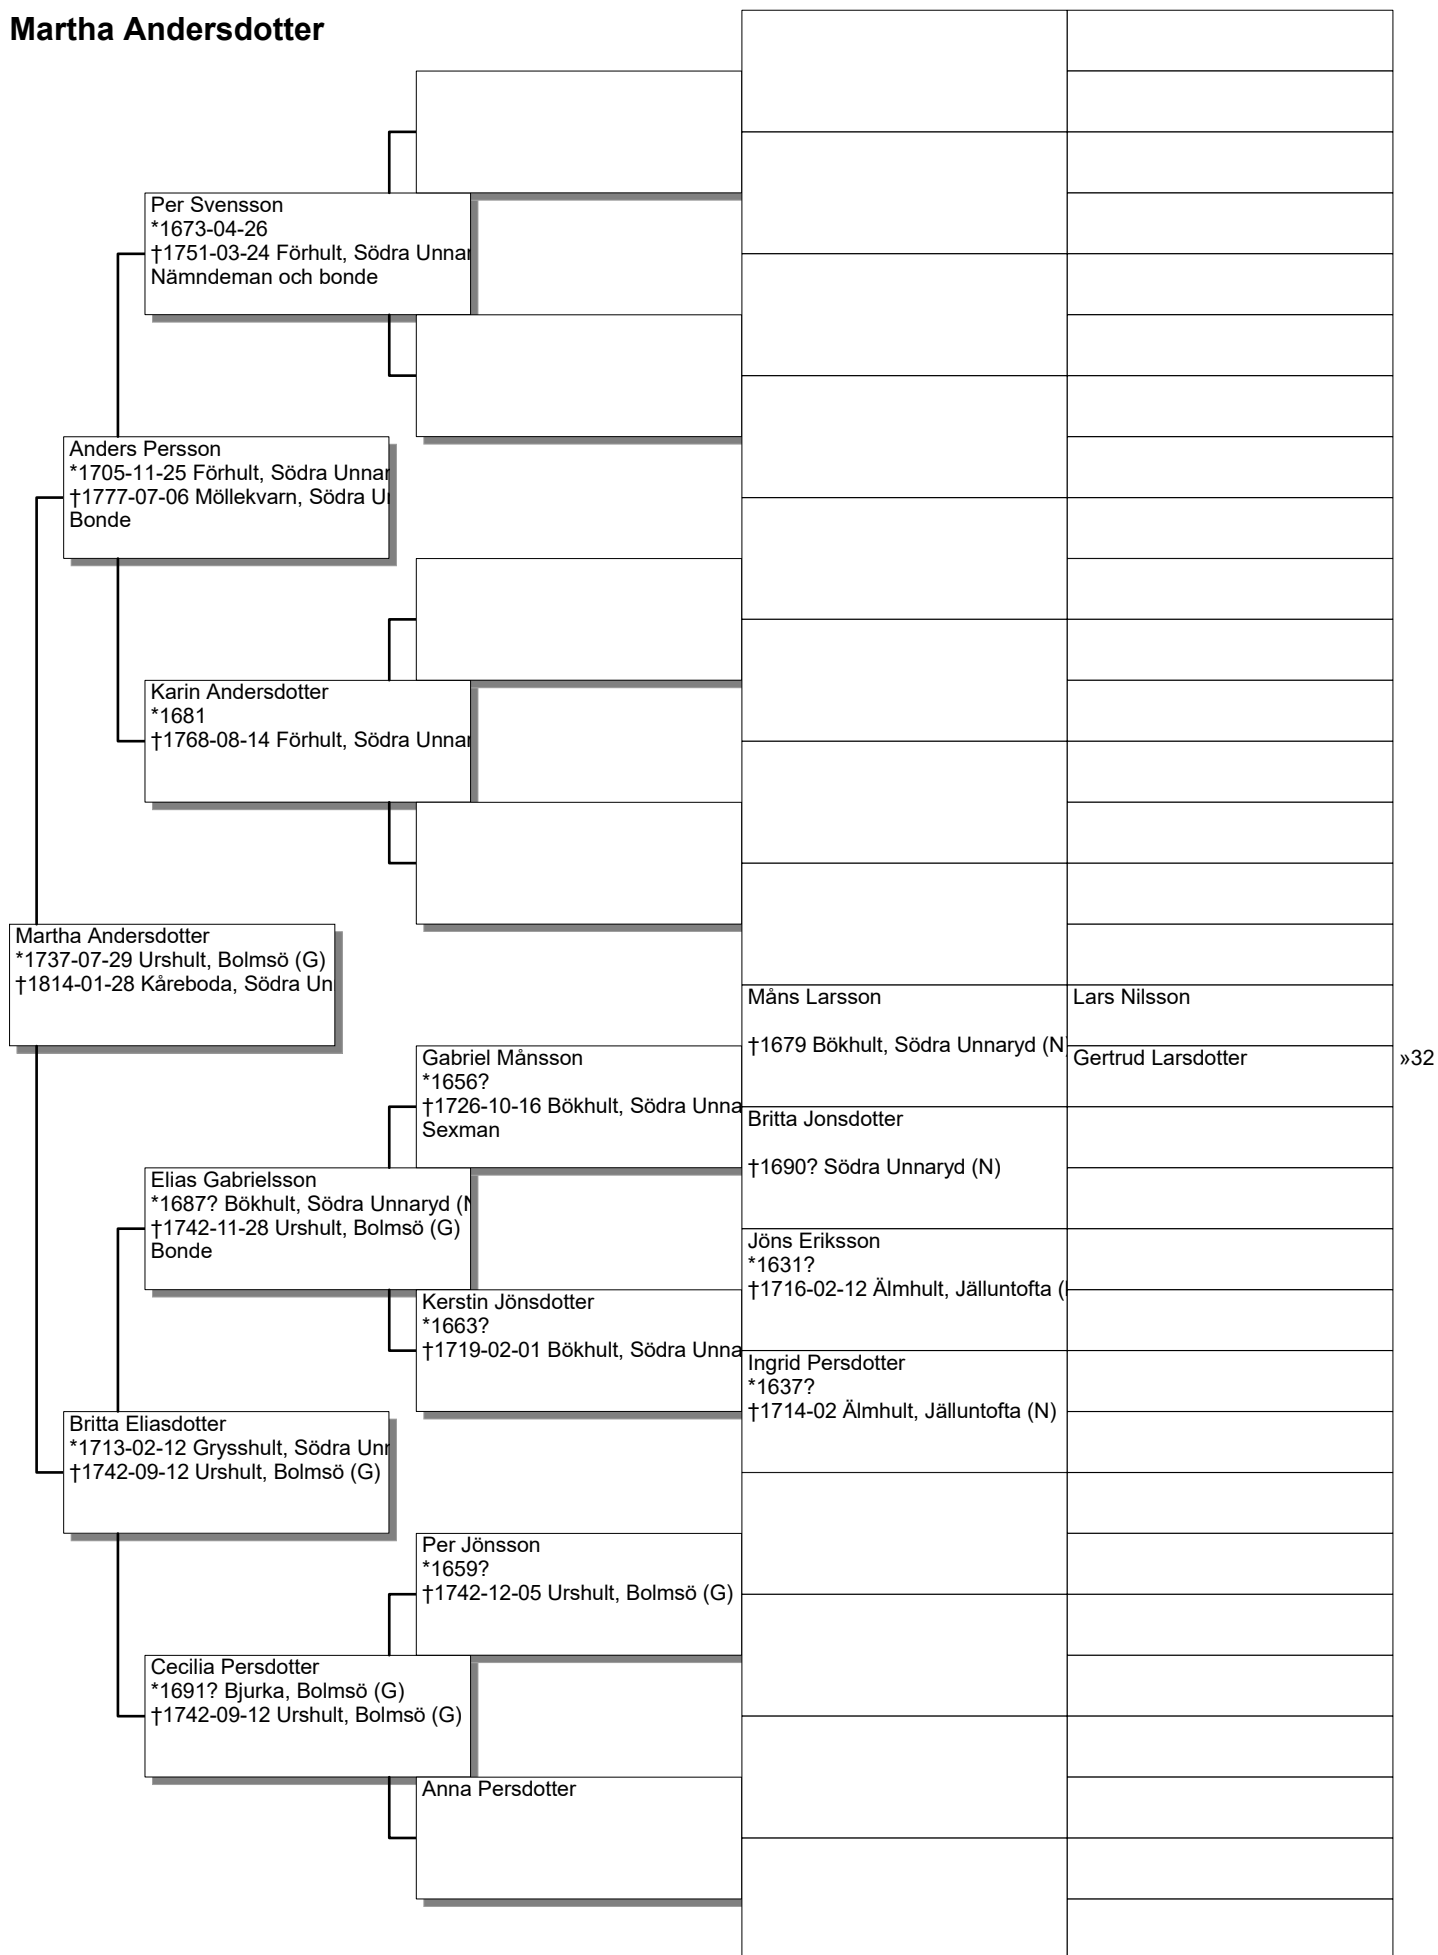 Martha Andersdotter
Per Svensson
*1673-04-26
†1751-03-24 Förhult, Södra Unnar
Nämndeman och bonde
Anders Persson
*1705-11-25 Förhult, Södra Unnar
†1777-07-06 Möllekvarn, Södra U
Bonde
Karin Andersdotter
*1681
†1768-08-14 Förhult, Södra Unnar
Martha Andersdotter
*1737-07-29 Urshult, Bolmsö (G)
†1814-01-28 Kåreboda, Södra Un
Måns Larsson
†1679 Bökhult, Södra Unnaryd (N)
Lars Nilsson
Gertrud Larsdotter
»32
Gabriel Månsson
*1656?
†1726-10-16 Bökhult, Södra Unna
Sexman
Britta Jonsdotter
†1690? Södra Unnaryd (N)
Elias Gabrielsson
*1687? Bökhult, Södra Unnaryd (N
†1742-11-28 Urshult, Bolmsö (G)
Bonde
Jöns Eriksson
*1631?
†1716-02-12 Älmhult, Jälluntofta (
Kerstin Jönsdotter
*1663?
†1719-02-01 Bökhult, Södra Unna
Ingrid Persdotter
*1637?
†1714-02 Älmhult, Jälluntofta (N)
Britta Eliasdotter
*1713-02-12 Grysshult, Södra Unn
†1742-09-12 Urshult, Bolmsö (G)
Per Jönsson
*1659?
†1742-12-05 Urshult, Bolmsö (G)
Cecilia Persdotter
*1691? Bjurka, Bolmsö (G)
†1742-09-12 Urshult, Bolmsö (G)
Anna Persdotter